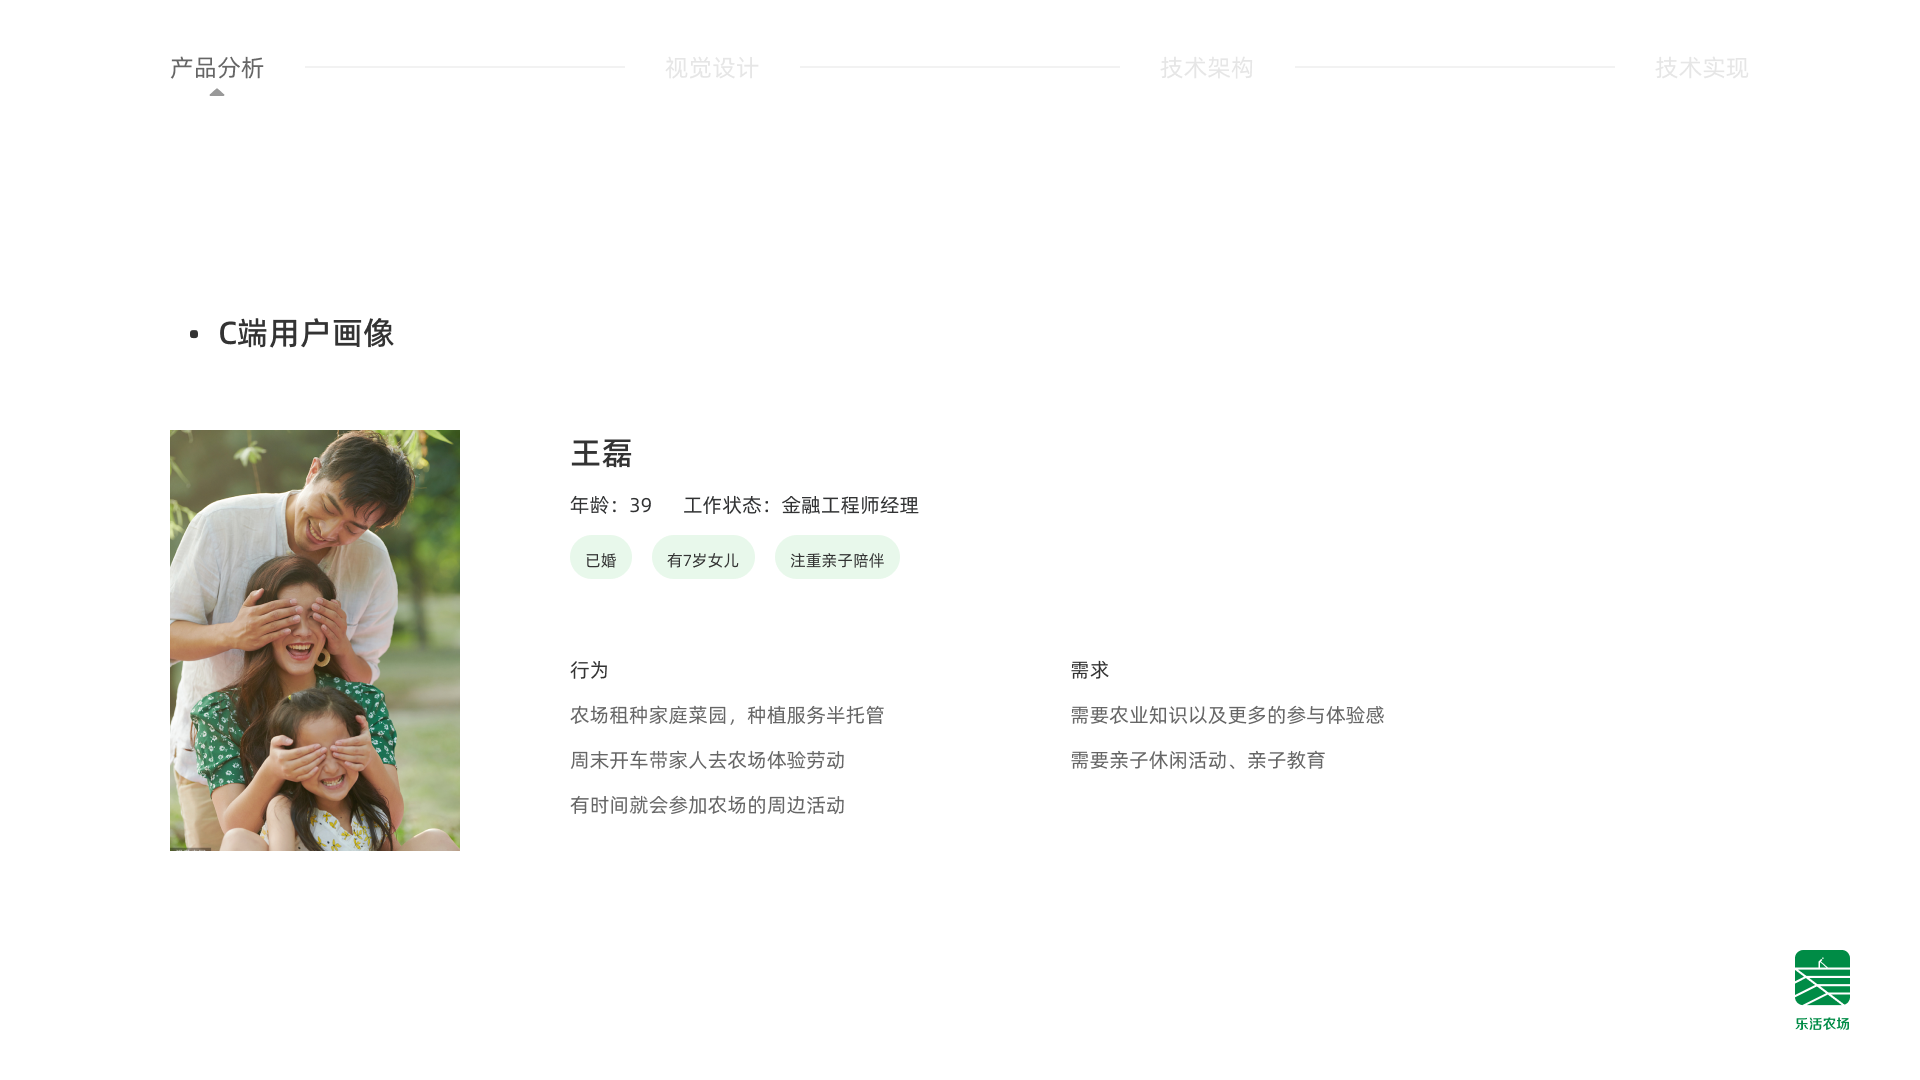 产品分析
视觉设计
技术架构
技术实现
C端用户画像
王磊
年龄：39 工作状态：金融工程师经理
已婚 有7岁女儿 注重亲子陪伴
行为
农场租种家庭菜园，种植服务半托管
周末开车带家人去农场体验劳动
有时间就会参加农场的周边活动
需求
需要农业知识以及更多的参与体验感
需要亲子休闲活动、亲子教育
乐活农场